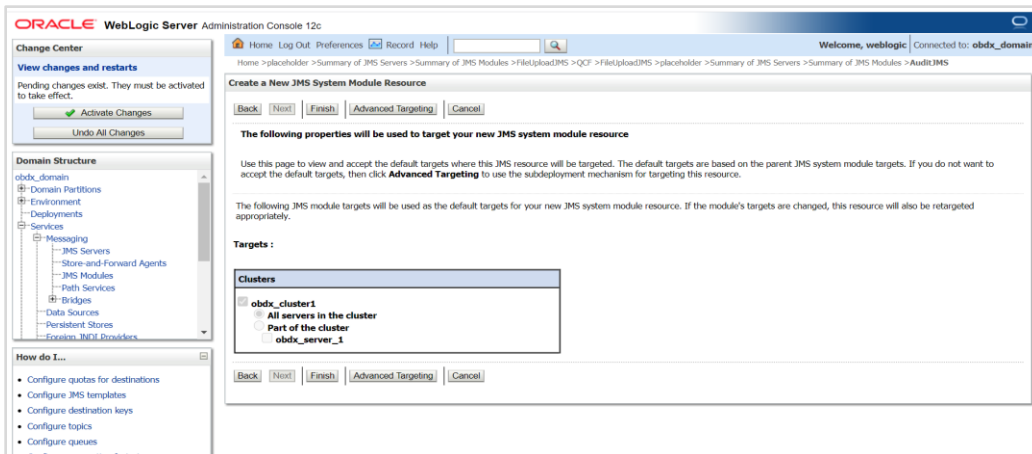 ORACLE WebLogic Server Administration Console 12c
Change Center
View changes and restarts
Pending changes exist. They must be activated
to take effect.
Activate Changes
Undo All Changes
Domain Structure
obdx_domain
Domain Partitions
Environment
Deployments
Services
Messaging
JMS Servers
Store-and-Forward Agents
JMS Modules
Path Services
Bridges
Data Sources
Persistent Stores
Foreign JNDI Providers
How do I...
Configure quotas for destinations
Configure JMS templates
Configure destination keys
Configure topics
Configure queues
Home Log Out Preferences Record Help
Welcome, weblogic Connected to: obdx_domain
Home >placeholder >Summary of JMS Servers >Summary of JMS Modules >FileUploadJMS >QCF >FileUploadJMS >placeholder >Summary of JMS Servers >Summary of JMS Modules >AuditJMS
Create a New JMS System Module Resource
Back Next Finish Advanced Targeting Cancel
The following properties will be used to target your new JMS system module resource
Use this page to view and accept the default targets where this JMS resource will be targeted. The default targets are based on the parent JMS system module targets. If you do not want to
accept the default targets, then click Advanced Targeting to use the subdeployment mechanism for targeting this resource.
The following JMS module targets will be used as the default targets for your new JMS system module resource. If the module's targets are changed, this resource will also be retargeted
appropriately.
Targets :
Clusters
obdx_cluster1
All servers in the cluster
Part of the cluster
obdx_server_1
Back Next Finish Advanced Targeting Cancel